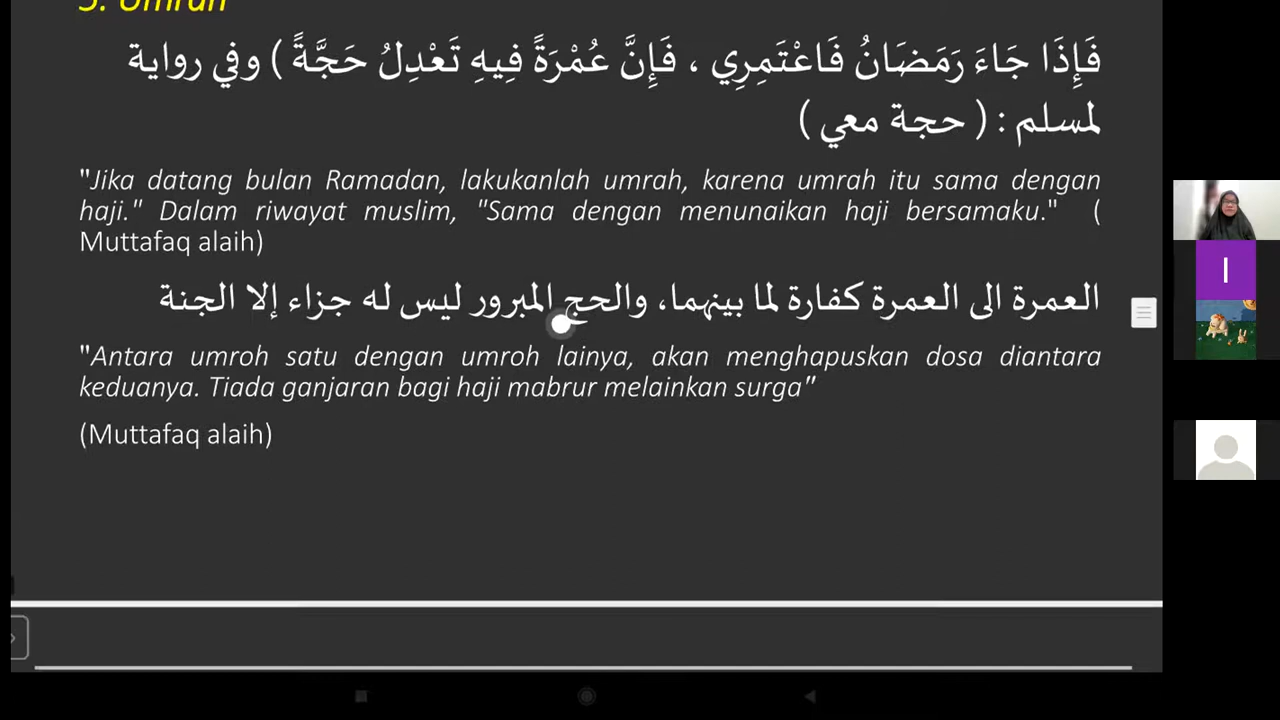 5. Umrah
فَإِذَا جَاءَ رَمَضَانُ فَاعْتَمِرِي ، فَإِنَّ عُمْرَةً فِيهِ تَعْدِلُ حَجَّةً ) وفي رواية
لمسلم : ( حجة معي )
"Jika datang bulan Ramadan, lakukanlah umrah, karena umrah itu sama dengan
haji." Dalam riwayat muslim, "Sama dengan menunaikan haji bersamaku." (
Muttafaq alaih)
العمرة الى العمرة كفارة لما بينهما، والحج المبرور ليس له جزاء إلا الجنة
"Antara umroh satu dengan umroh lainya, akan menghapuskan dosa diantara
keduanya. Tiada ganjaran bagi haji mabrur melainkan surga"
(Muttafaq alaih)
I